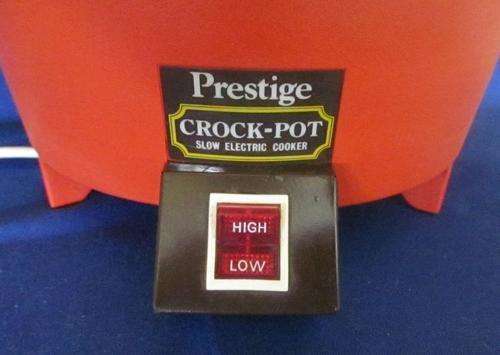 Prestige
CROCK-POT
SLOW ELECTRIC COOKER
HIGH
LOW